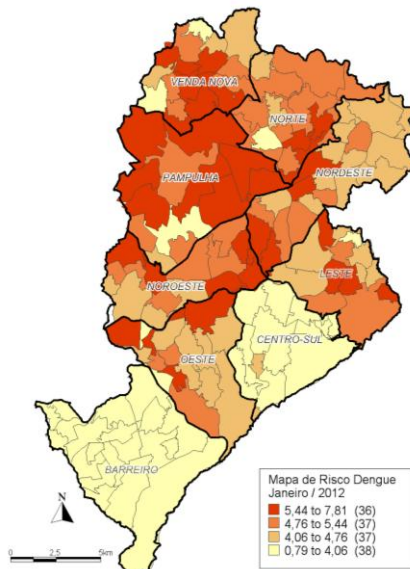 VENDA NOVA
NORTE
NORDESTE
PAMPULHA
NOROESTE
LESTE
CENTRO-SUL
OESTE
BARREIRO
N
0 2.5 5km
Mapa de Risco Dengue
Janeiro / 2012
5,44 to 7,81 (36)
4,76 to 5,44 (37)
4,06 to 4,76 (37)
0,79 to 4,06 (38)